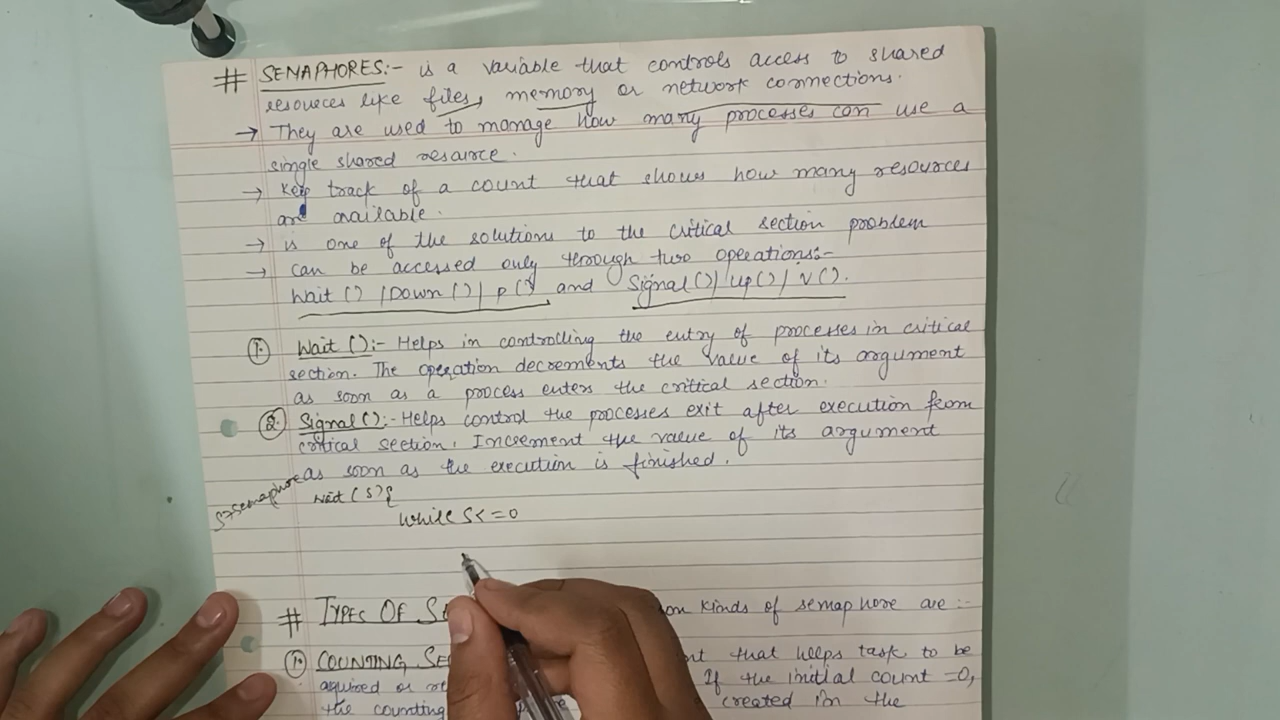 # SEMAPHORES:- is a variable that controls access to shared
resources like files, memory or network connections.
→ They are used to manage how many processes can use a
single shared resource.
→ Keep track of a count that shows how many resources
are available.
→ is one of the solutions to the critical section problem
→ can be accessed only through two operations:-
Wait () / Down () / P () and Signal () / Up () / V ().
1. Wait ():- Helps in controlling the entry of processes in critical
section. The operation decrements the value of its argument
as soon as a process enters the critical section.
2. Signal ():- Helps control the processes exit after execution from
critical section. Increment the value of its argument
as soon as the execution is finished.
S→semaphore
Wait (S){
While S<=0
# TYPES OF kinds of semaphore are :-
1. COUNTING that helps task to be
If the initial count =0,
the counting created in the